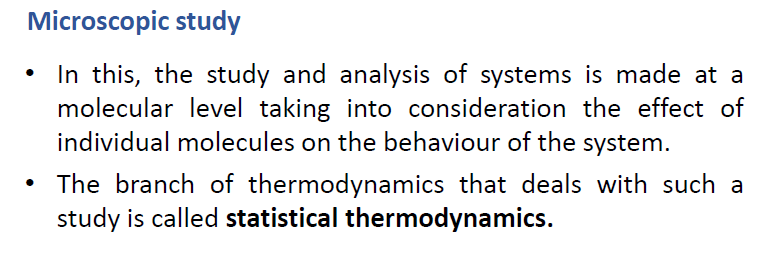 Microscopic study
• In this, the study and analysis of systems is made at a
molecular level taking into consideration the effect of
individual molecules on the behaviour of the system.
• The branch of thermodynamics that deals with such a
study is called statistical thermodynamics.